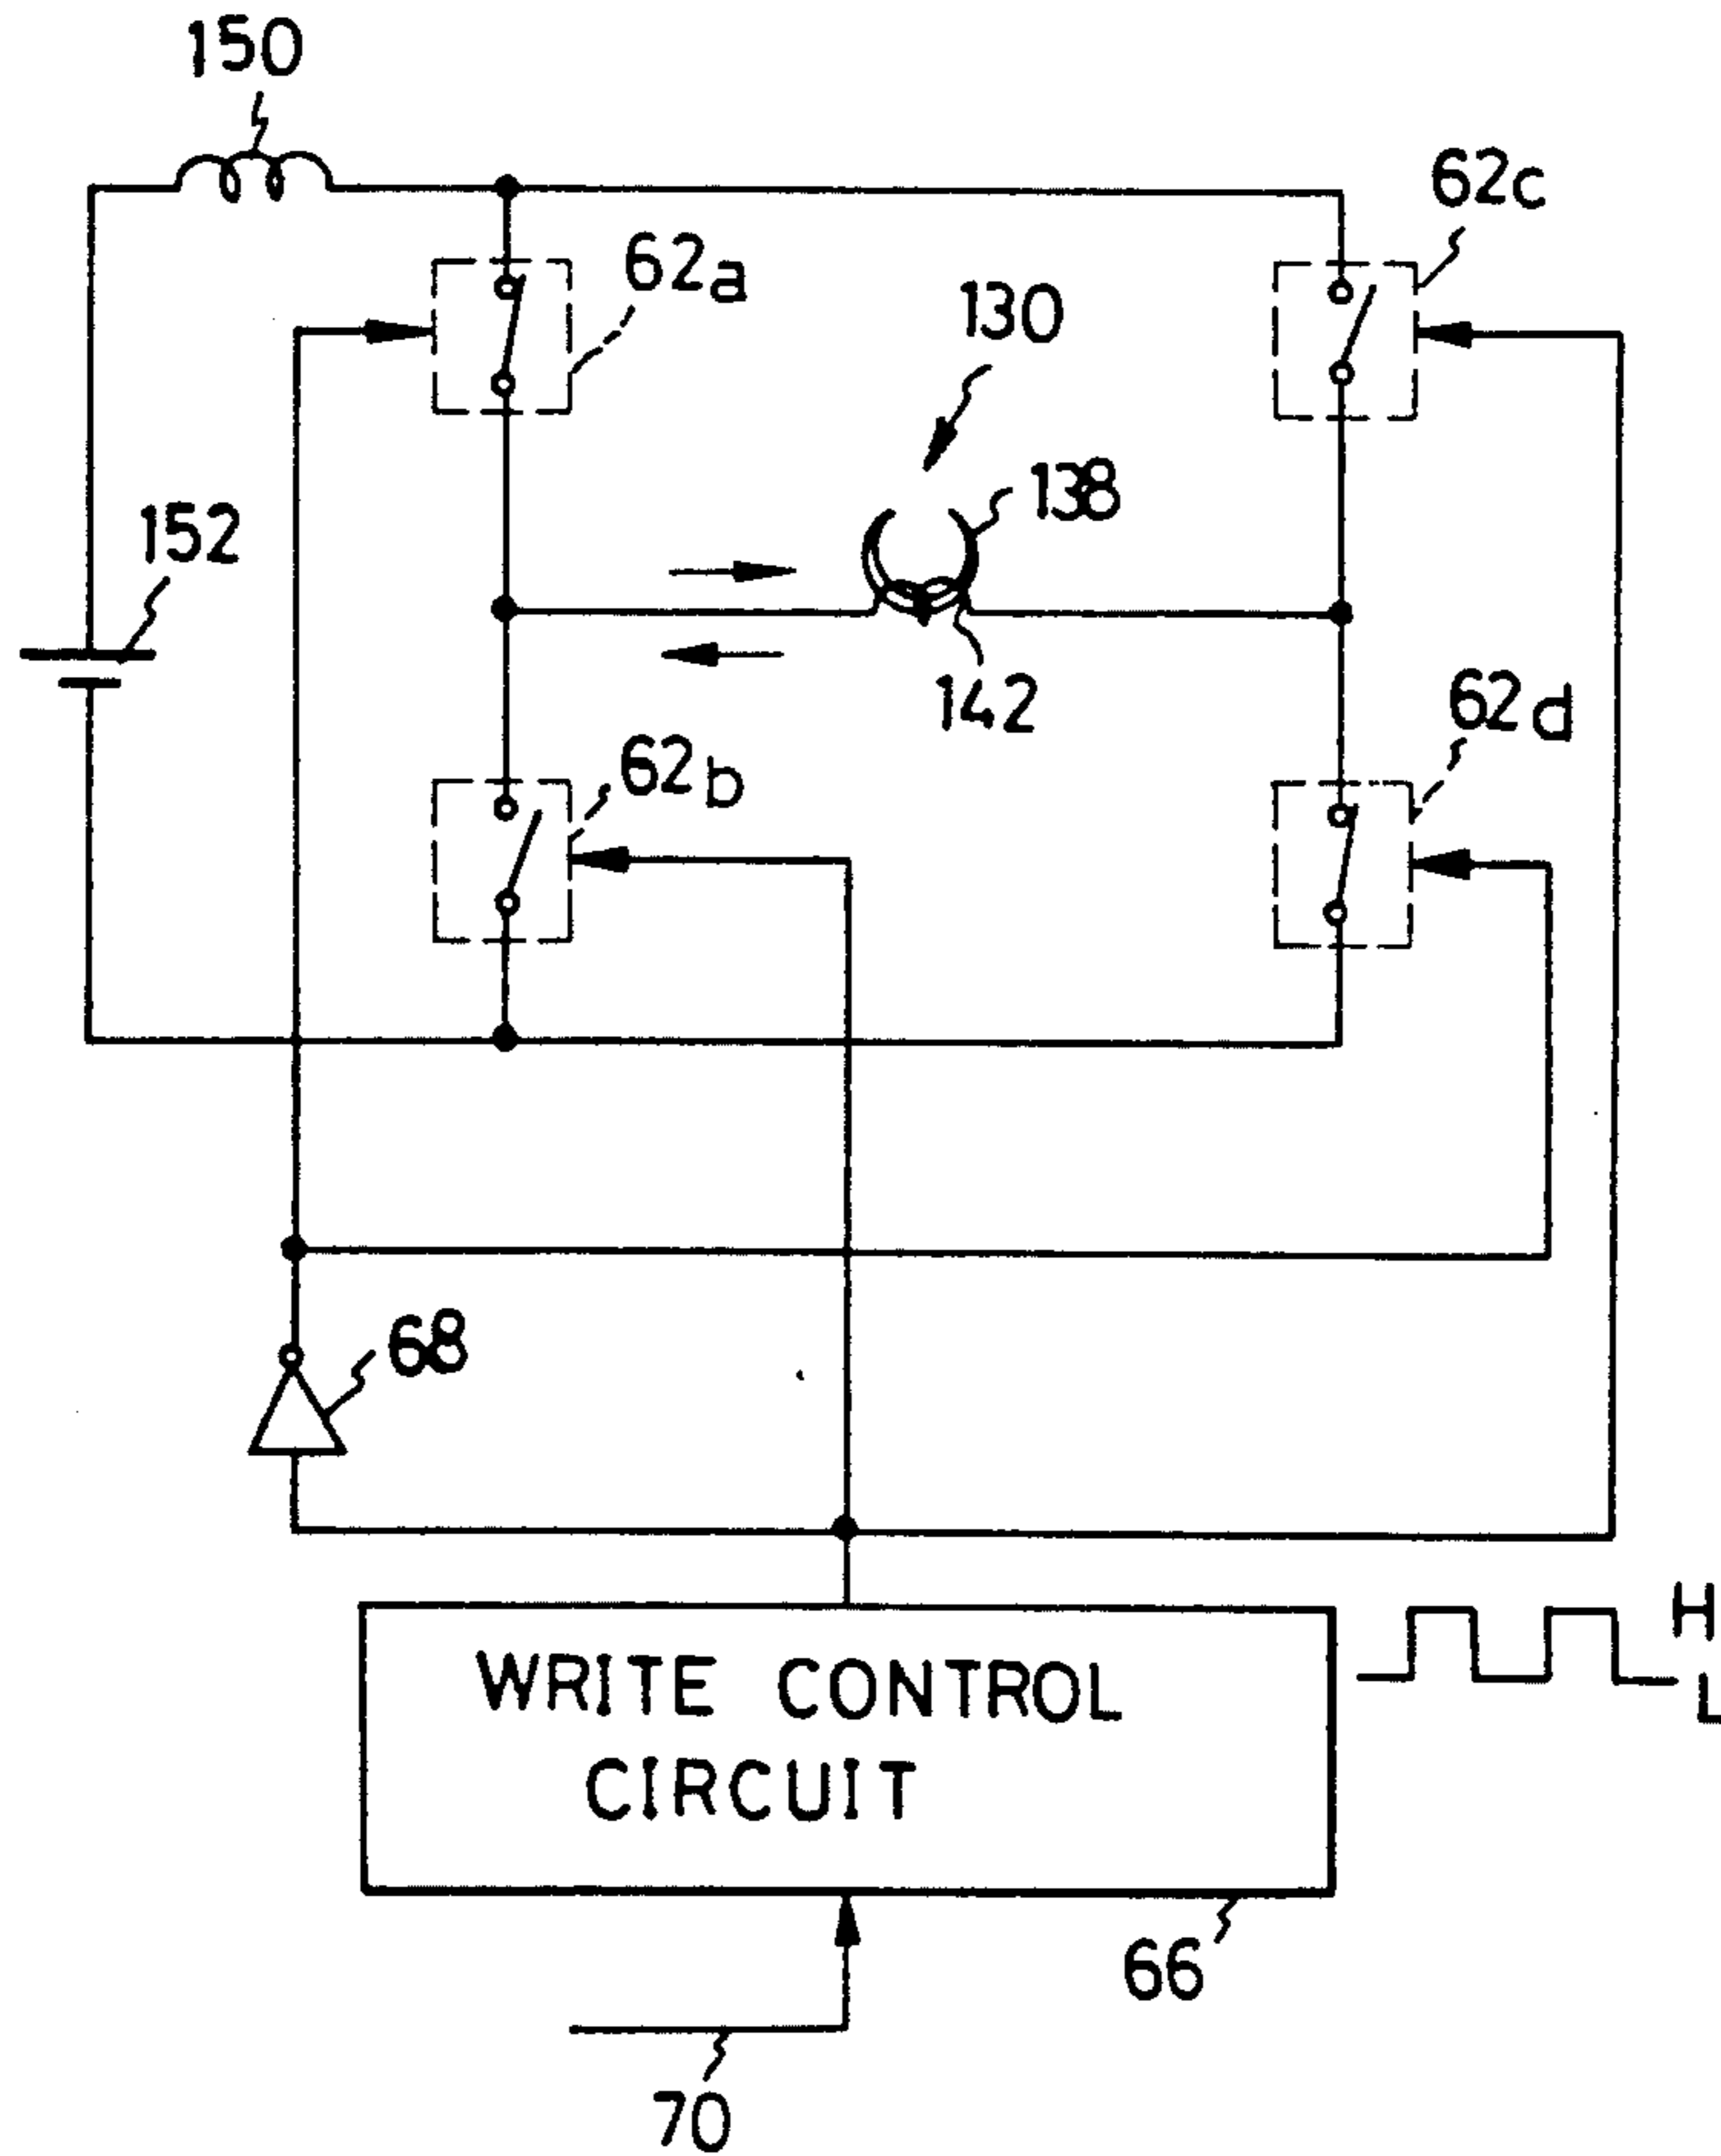 150
62c
62a
130
138
152
142
62d
62b
68
H
L
WRITE CONTROL
CIRCUIT
66
70